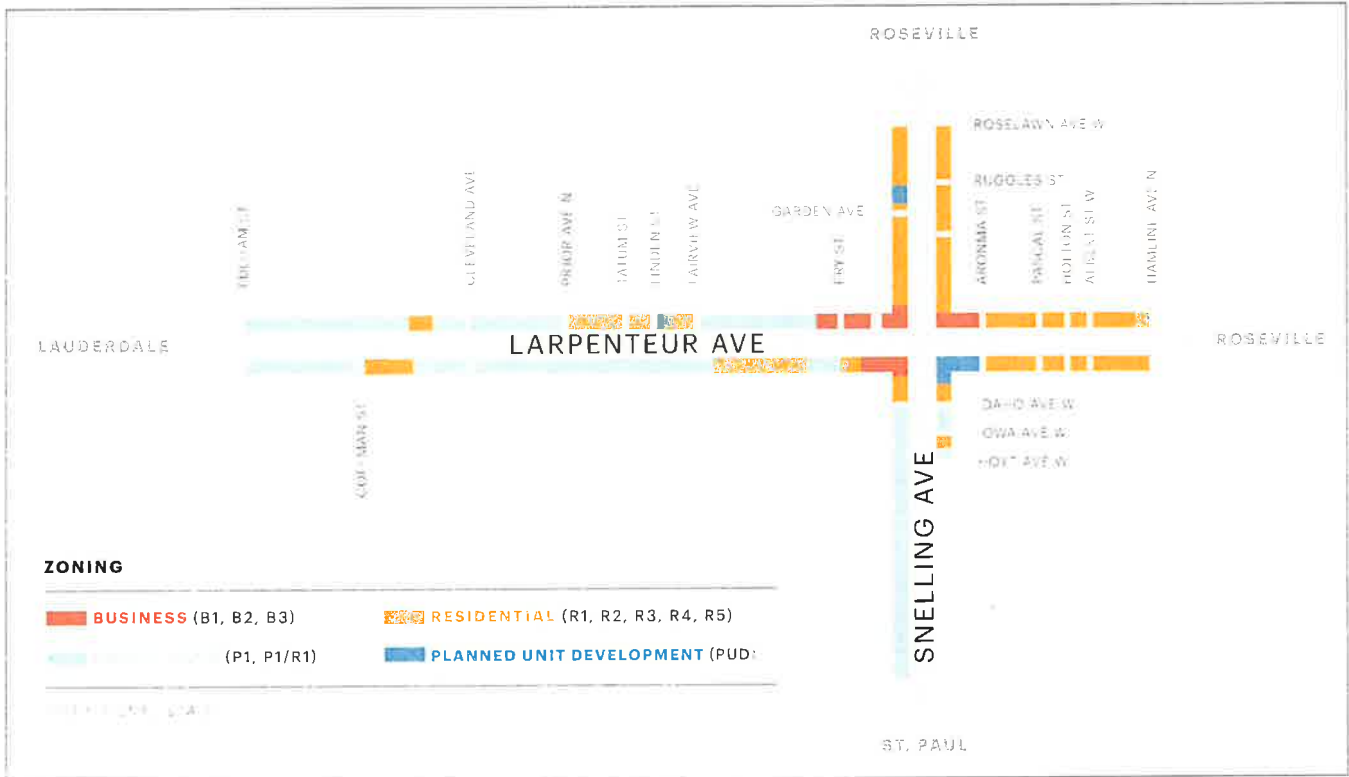 ROSEVILLE
ROSELAWN AVE W
RUGGLES ST
GARDEN AVE
CLEVELAND AVE
PRIOR AVE N
TATUM ST
LINDEN ST
FAIRVIEW AVE
FRY ST
ARONMA ST
PASCAL ST
HOLTON ST
ALBERT ST W
HAMLINE AVE N
LAUDERDALE
LARPENTEUR AVE
ROSEVILLE
COFFMAN ST
IDAHO AVE W
IOWA AVE W
HOYT AVE W
SNELLING AVE
ZONING
BUSINESS (B1, B2, B3)
RESIDENTIAL (R1, R2, R3, R4, R5)
(P1, P1/R1)
PLANNED UNIT DEVELOPMENT (PUD)
ST. PAUL